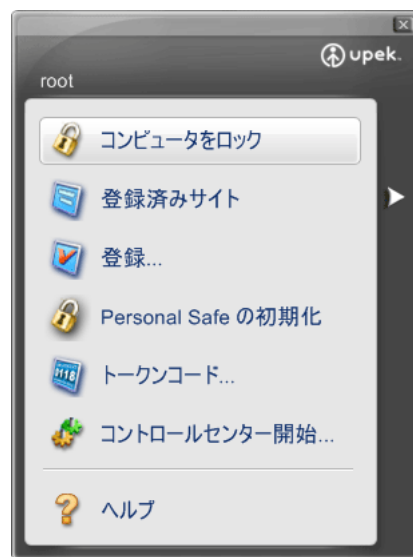 upek.
root
コンピュータをロック
登録済みサイト
登録...
Personal Safe の初期化
トークンコード...
コントロールセンター開始...
ヘルプ